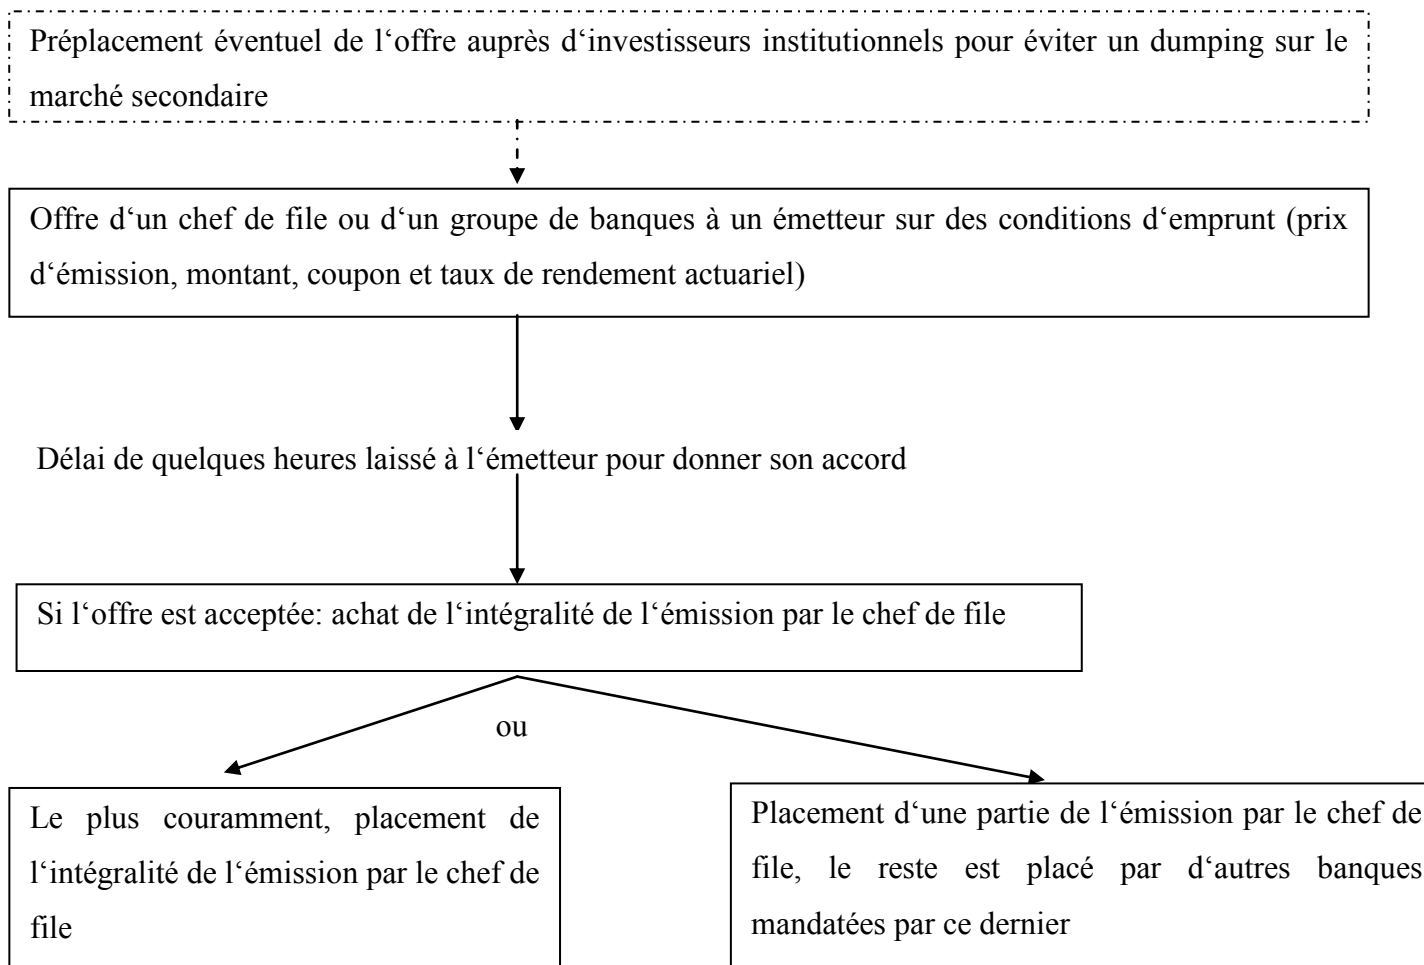 Préplacement éventuel de l‘offre auprès d‘investisseurs institutionnels pour éviter un dumping sur le
marché secondaire
Offre d‘un chef de file ou d‘un groupe de banques à un émetteur sur des conditions d‘emprunt (prix
d‘émission, montant, coupon et taux de rendement actuariel)
Délai de quelques heures laissé à l‘émetteur pour donner son accord
Si l‘offre est acceptée: achat de l‘intégralité de l‘émission par le chef de file
ou
Le plus couramment, placement de
l‘intégralité de l‘émission par le chef de
file
Placement d‘une partie de l‘émission par le chef de
file, le reste est placé par d‘autres banques
mandatées par ce dernier